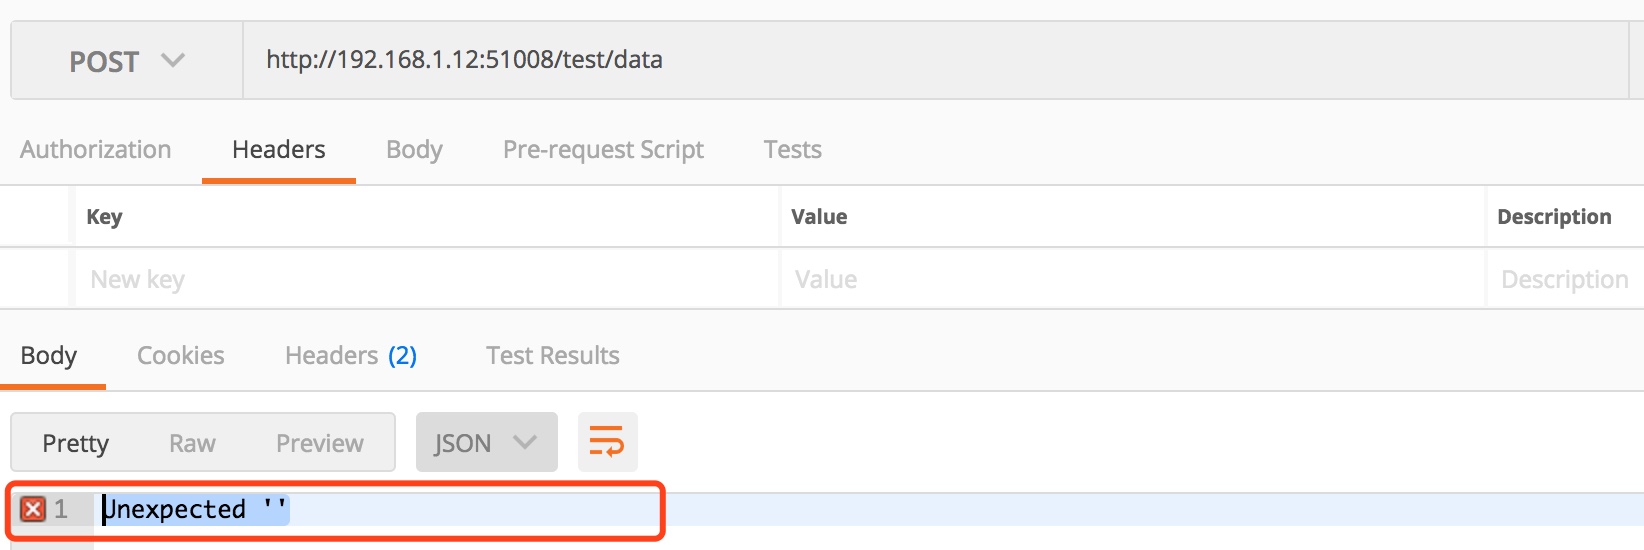 POST http://192.168.1.12:51008/test/data
Authorization Headers Body Pre-request Script Tests
Key Value Description
New key Value Description
Body Cookies Headers (2) Test Results
Pretty Raw Preview JSON
1 Unexpected ''